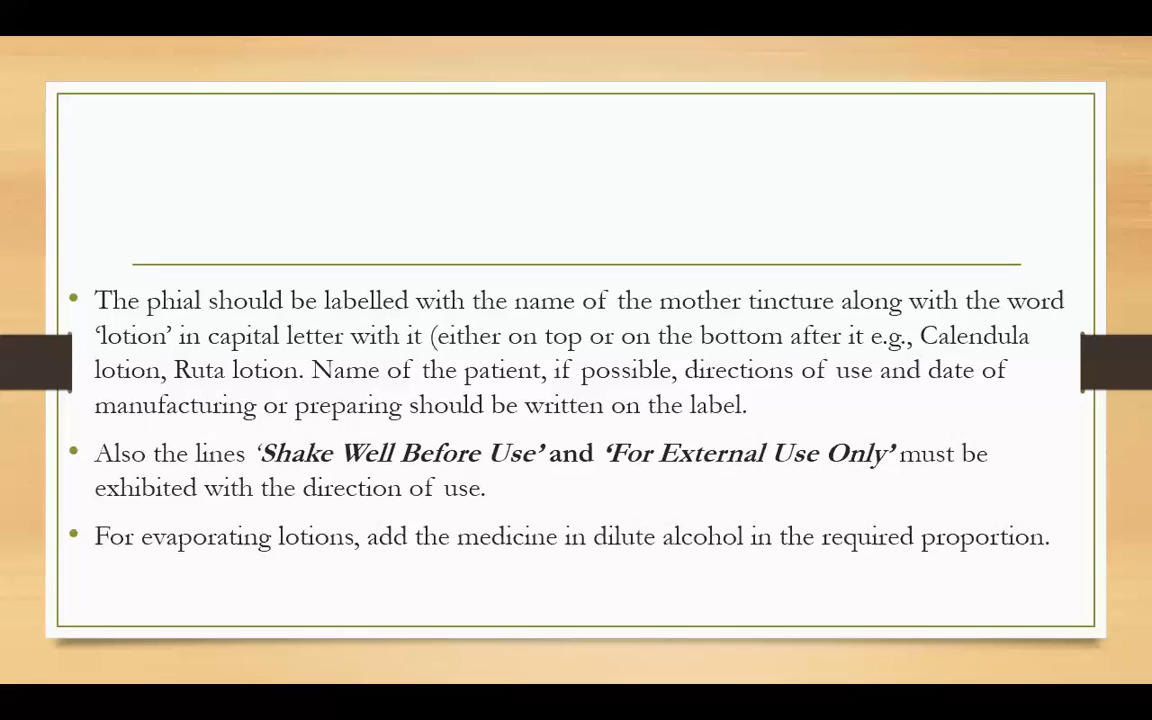 • The phial should be labelled with the name of the mother tincture along with the word
‘lotion’ in capital letter with it (either on top or on the bottom after it e.g., Calendula
lotion, Ruta lotion. Name of the patient, if possible, directions of use and date of
manufacturing or preparing should be written on the label.
• Also the lines ‘Shake Well Before Use’ and ‘For External Use Only’ must be
exhibited with the direction of use.
• For evaporating lotions, add the medicine in dilute alcohol in the required proportion.